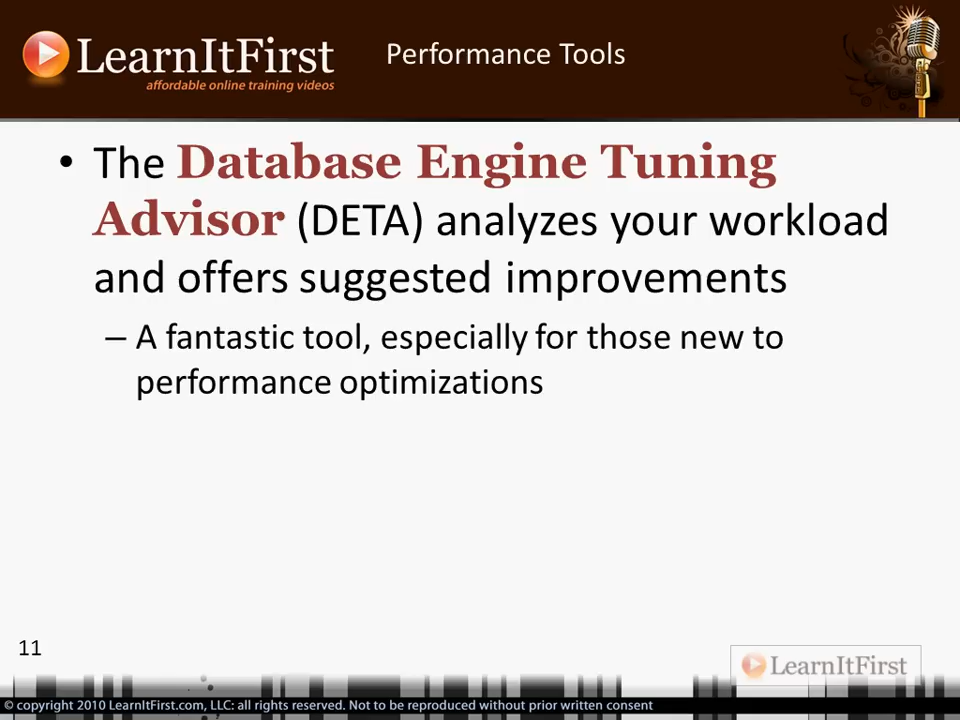 LearnItFirst
affordable online training videos
Performance Tools
• The Database Engine Tuning
Advisor (DETA) analyzes your workload
and offers suggested improvements
– A fantastic tool, especially for those new to
performance optimizations
11
LearnItFirst
© copyright 2010 LearnItFirst.com, LLC: all rights reserved. Not to be reproduced without prior written consent